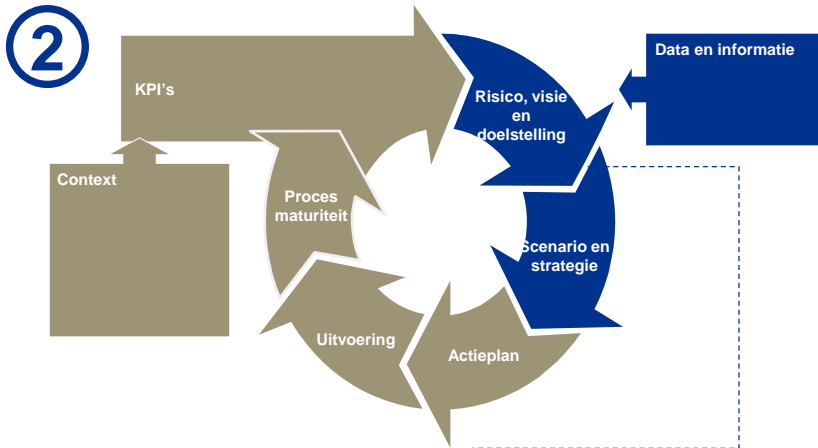 2
KPI's
Risico, visie
en
doelstelling
Data en informatie
Context
Proces
maturiteit
Scenario en
strategie
Uitvoering
Actieplan